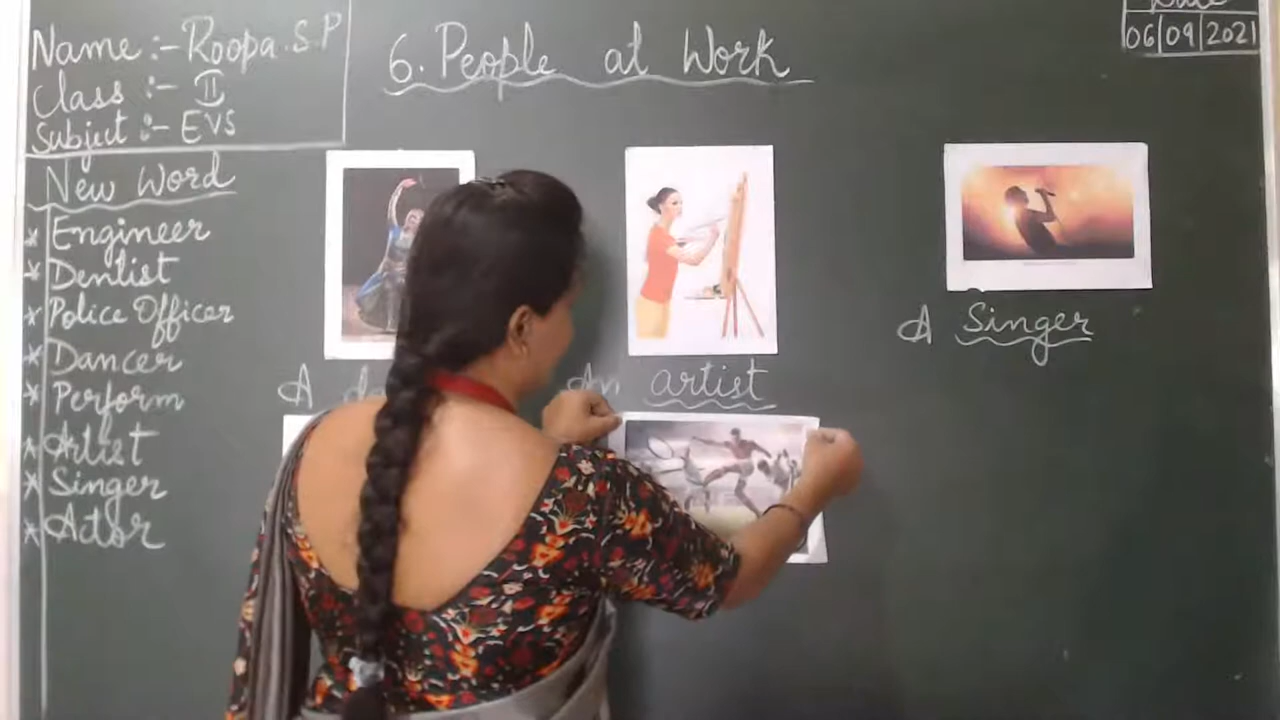 Name :- Roopa.S.P
Class :- II
Subject :- EVS
6. People at Work
Date
06|09|2021
New Word
* Engineer
* Dentist
* Police Officer
* Dancer
* Perform
* Artist
* Singer
* Actor
A
An artist
A Singer